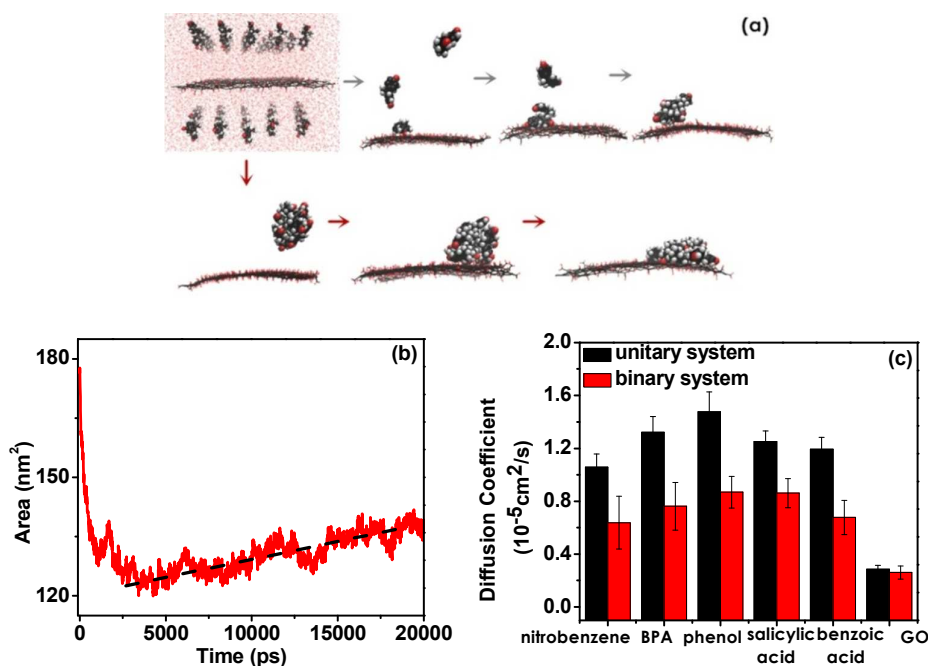 (a)
180
150
120
Area (nm²)
(b)
0
5000
10000
15000
20000
Time (ps)
2.0
1.6
1.2
0.8
0.4
0.0
Diffusion Coefficient
(10⁻⁵cm²/s)
unitary system
binary system
(c)
nitrobenzene
BPA
phenol
salicylic
acid
benzoic
acid
GO